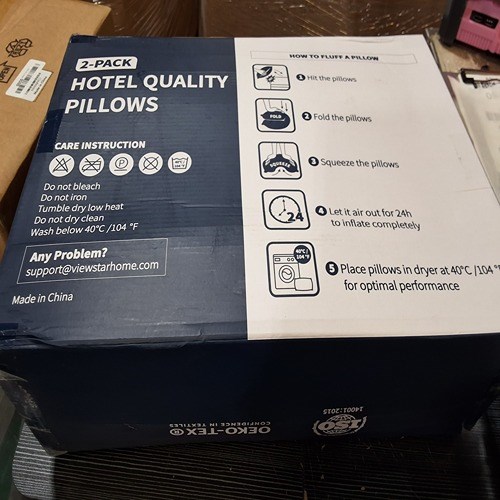 2-PACK
HOTEL QUALITY
PILLOWS
CARE INSTRUCTION
Do not bleach
Do not iron
Tumble dry low heat
Do not dry clean
Wash below 40°C /104 °F
Any Problem?
support@viewstarhome.com
Made in China
HOW TO FLUFF A PILLOW
1 Hit the pillows
FOLD
2 Fold the pillows
SQUEEZE
3 Squeeze the pillows
24
4 Let it air out for 24h
to inflate completely
40°C /
104 °F
5 Place pillows in dryer at 40°C /104 °F
for optimal performance
OEKO-TEX®
CONFIDENCE IN TEXTILES
ISO
14001:2015